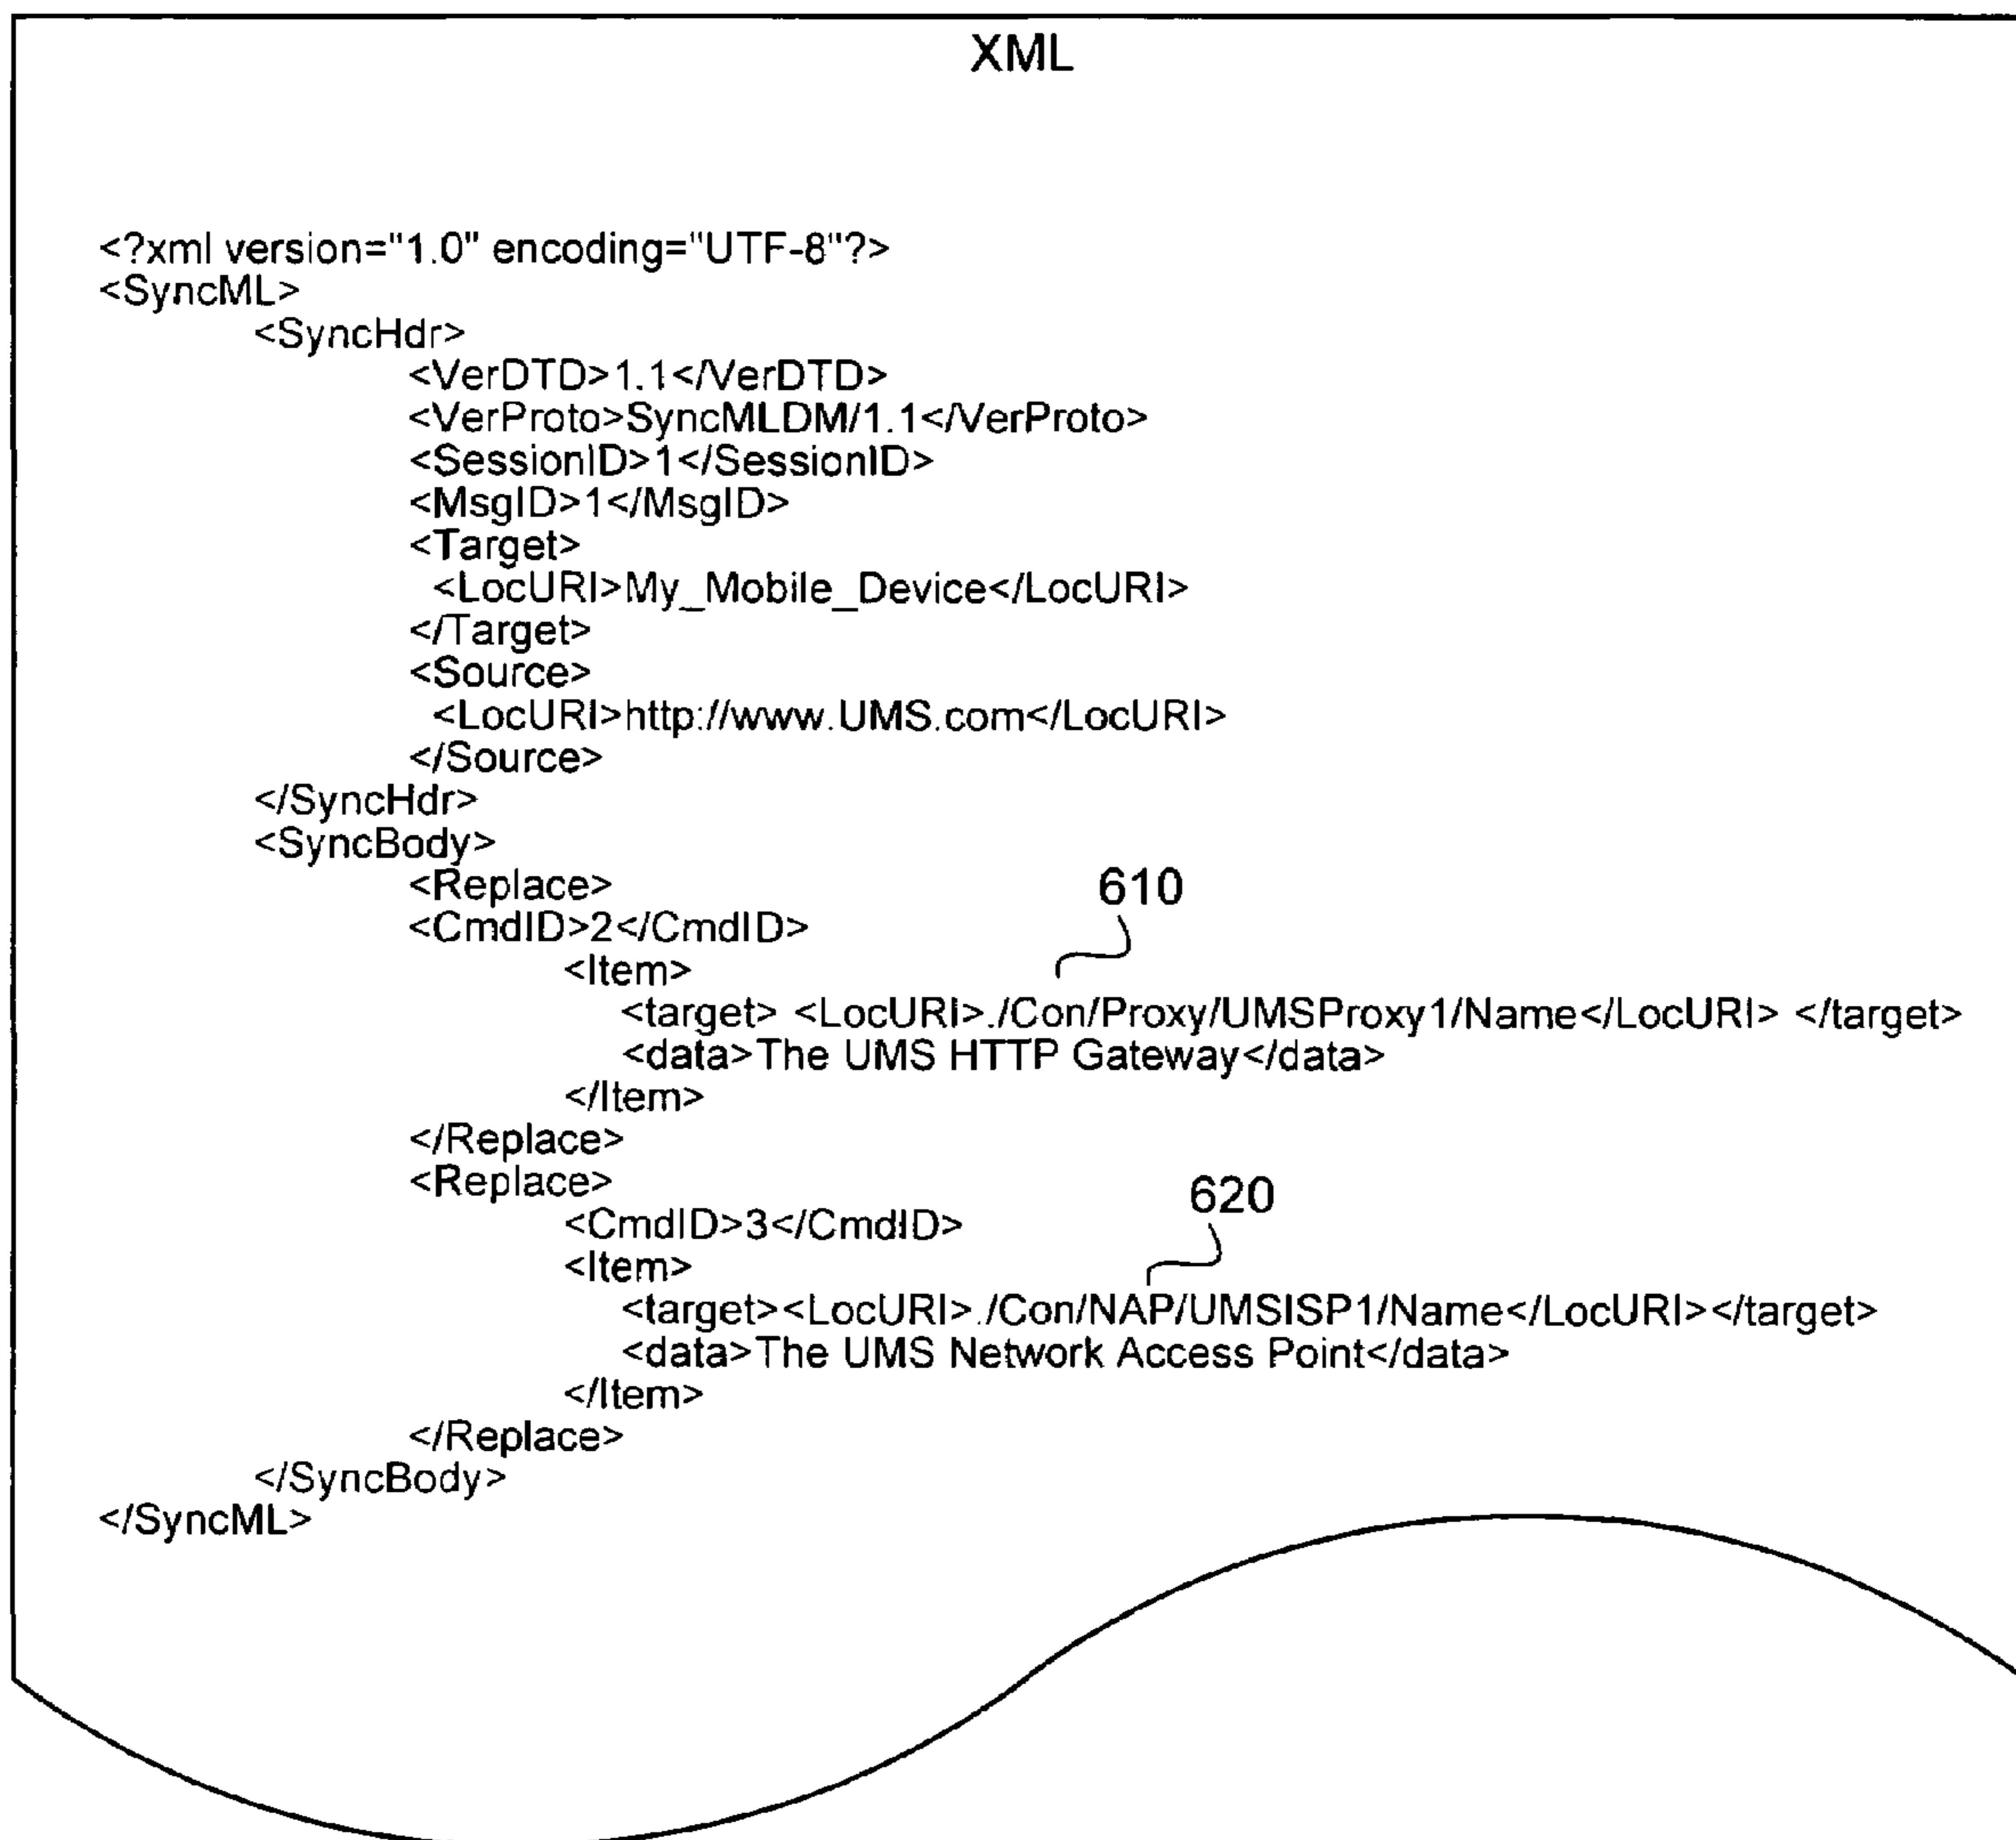 XML
<?xml version="1.0" encoding="UTF-8"?>
<SyncML>
<SyncHdr>
<VerDTD>1.1</VerDTD>
<VerProto>SyncMLDM/1.1</VerProto>
<SessionID>1</SessionID>
<MsgID>1</MsgID>
<Target>
<LocURI>My_Mobile_Device</LocURI>
</Target>
<Source>
<LocURI>http://www.UMS.com</LocURI>
</Source>
</SyncHdr>
<SyncBody>
<Replace>
610
<CmdID>2</CmdID>
<Item>
<target> <LocURI>./Con/Proxy/UMSProxy1/Name</LocURI> </target>
<data>The UMS HTTP Gateway</data>
</Item>
</Replace>
<Replace>
620
<CmdID>3</CmdID>
<Item>
<target><LocURI>./Con/NAP/UMSISP1/Name</LocURI></target>
<data>The UMS Network Access Point</data>
</Item>
</Replace>
</SyncBody>
</SyncML>